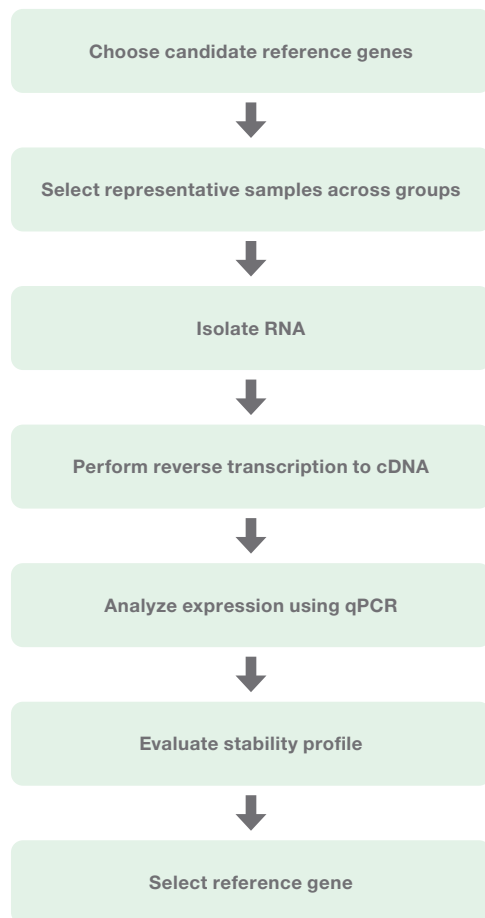 Choose candidate reference genes
Select representative samples across groups
Isolate RNA
Perform reverse transcription to cDNA
Analyze expression using qPCR
Evaluate stability profile
Select reference gene